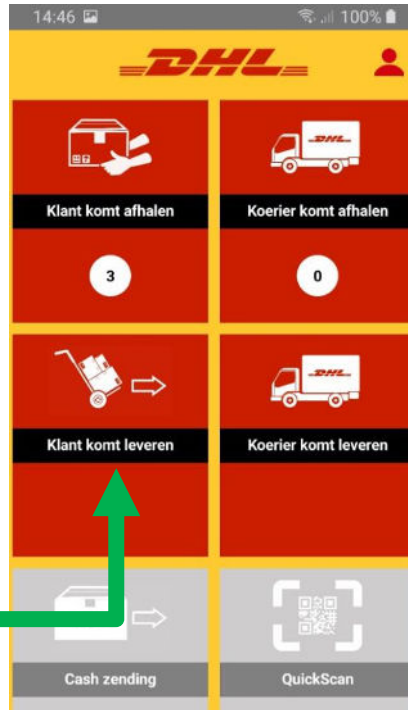 14:46 100%
DHL
DHL
Klant komt afhalen Koerier komt afhalen
3 0
DHL
Klant komt leveren Koerier komt leveren
Cash zending QuickScan